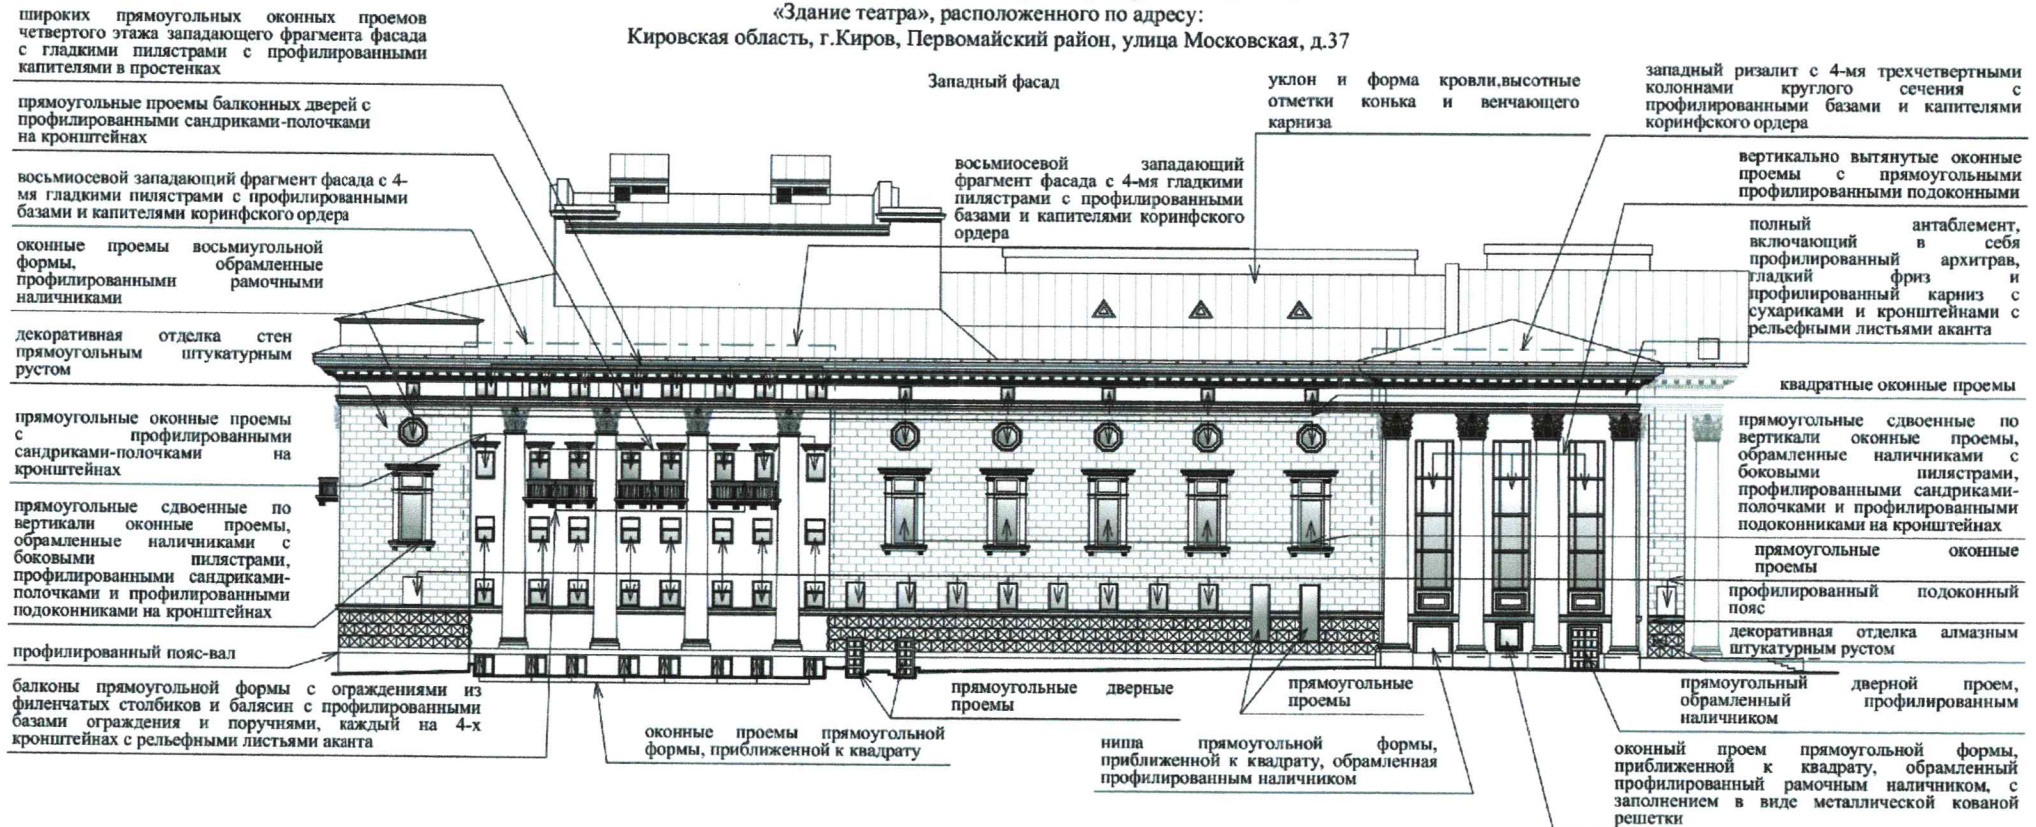 «Здание театра», расположенного по адресу:
Кировская область, г.Киров, Первомайский район, улица Московская, д.37
Западный фасад
широких прямоугольных оконных проемов
четвертого этажа западающего фрагмента фасада
с гладкими пилястрами с профилированными
капителями в простенках
прямоугольные проемы балконных дверей с
профилированными сандриками-полочками
на кронштейнах
восьмиосевой западающий фрагмент фасада с 4-
мя гладкими пилястрами с профилированными
базами и капителями коринфского ордера
оконные проемы восьмиугольной
формы, обрамленные
профилированными рамочными
наличниками
декоративная отделка стен
прямоугольным штукатурным
рустом
прямоугольные оконные проемы
с профилированными
сандриками-полочками на
кронштейнах
прямоугольные сдвоенные по
вертикали оконные проемы,
обрамленные наличниками с
боковыми пилястрами,
профилированными сандриками-
полочками и профилированными
подоконниками на кронштейнах
профилированный пояс-вал
балконы прямоугольной формы с ограждениями из
филенчатых столбиков и балясин с профилированными
базами ограждения и поручнями, каждый на 4-х
кронштейнах с рельефными листьями аканта
восьмиосевой западающий
фрагмент фасада с 4-мя гладкими
пилястрами с профилированными
базами и капителями коринфского
ордера
уклон и форма кровли,высотные
отметки конька и венчающего
карниза
западный ризалит с 4-мя трехчетвертными
колоннами круглого сечения с
профилированными базами и капителями
коринфского ордера
вертикально вытянутые оконные
проемы с прямоугольными
профилированными подоконными
полный антаблемент,
включающий в себя
профилированный архитрав,
гладкий фриз и
профилированный карниз с
сухариками и кронштейнами с
рельефными листьями аканта
квадратные оконные проемы
прямоугольные сдвоенные по
вертикали оконные проемы,
обрамленные наличниками с
боковыми пилястрами,
профилированными сандриками-
полочками и профилированными
подоконниками на кронштейнах
прямоугольные оконные
проемы
профилированный подоконный
пояс
декоративная отделка алмазным
штукатурным рустом
оконные проемы прямоугольной
формы, приближенной к квадрату
прямоугольные дверные
проемы
прямоугольные
проемы
ниша прямоугольной формы,
приближенной к квадрату, обрамленная
профилированным наличником
прямоугольный дверной проем,
обрамленный профилированным
наличником
оконный проем прямоугольной формы,
приближенной к квадрату, обрамленный
профилированный рамочным наличником, с
заполнением в виде металлической кованой
решетки